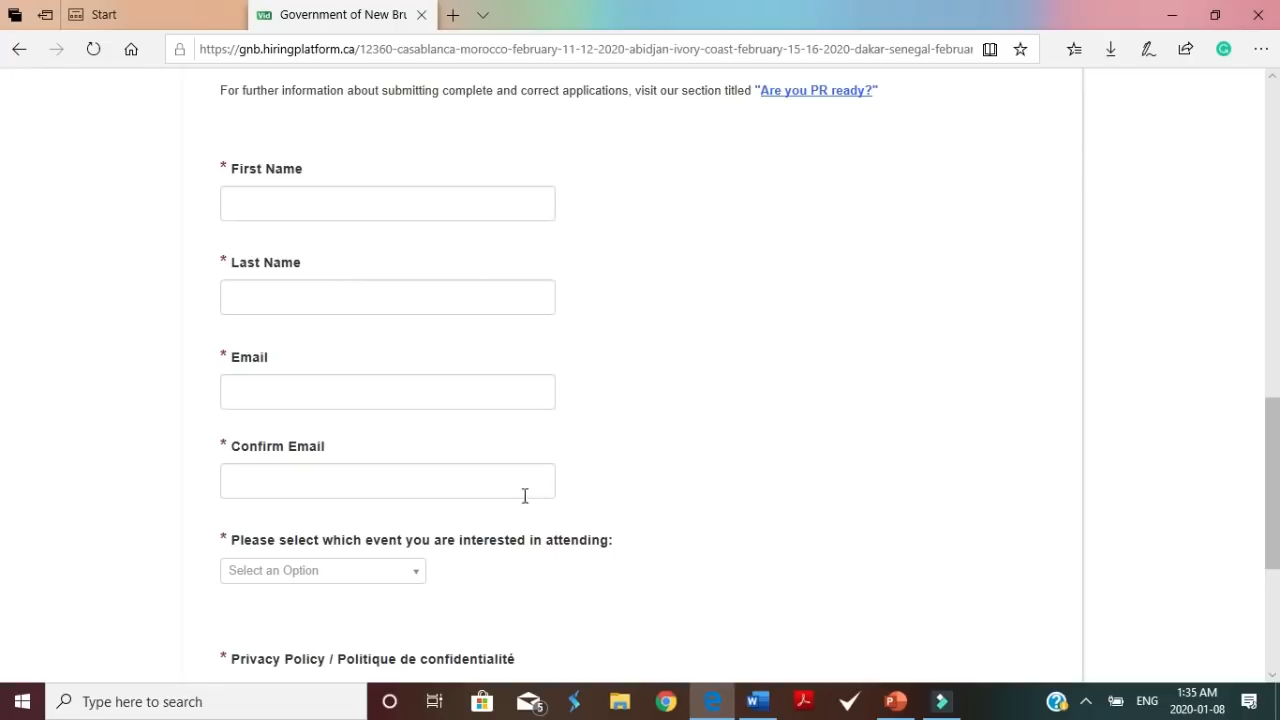 Start
Government of New Bru
https://gnb.hiringplatform.ca/12360-casablanca-morocco-february-11-12-2020-abidjan-ivory-coast-february-15-16-2020-dakar-senegal-februar
For further information about submitting complete and correct applications, visit our section titled "Are you PR ready?"
* First Name
* Last Name
* Email
* Confirm Email
* Please select which event you are interested in attending:
Select an Option
* Privacy Policy / Politique de confidentialité
Type here to search
5
ENG
1:35 AM
2020-01-08